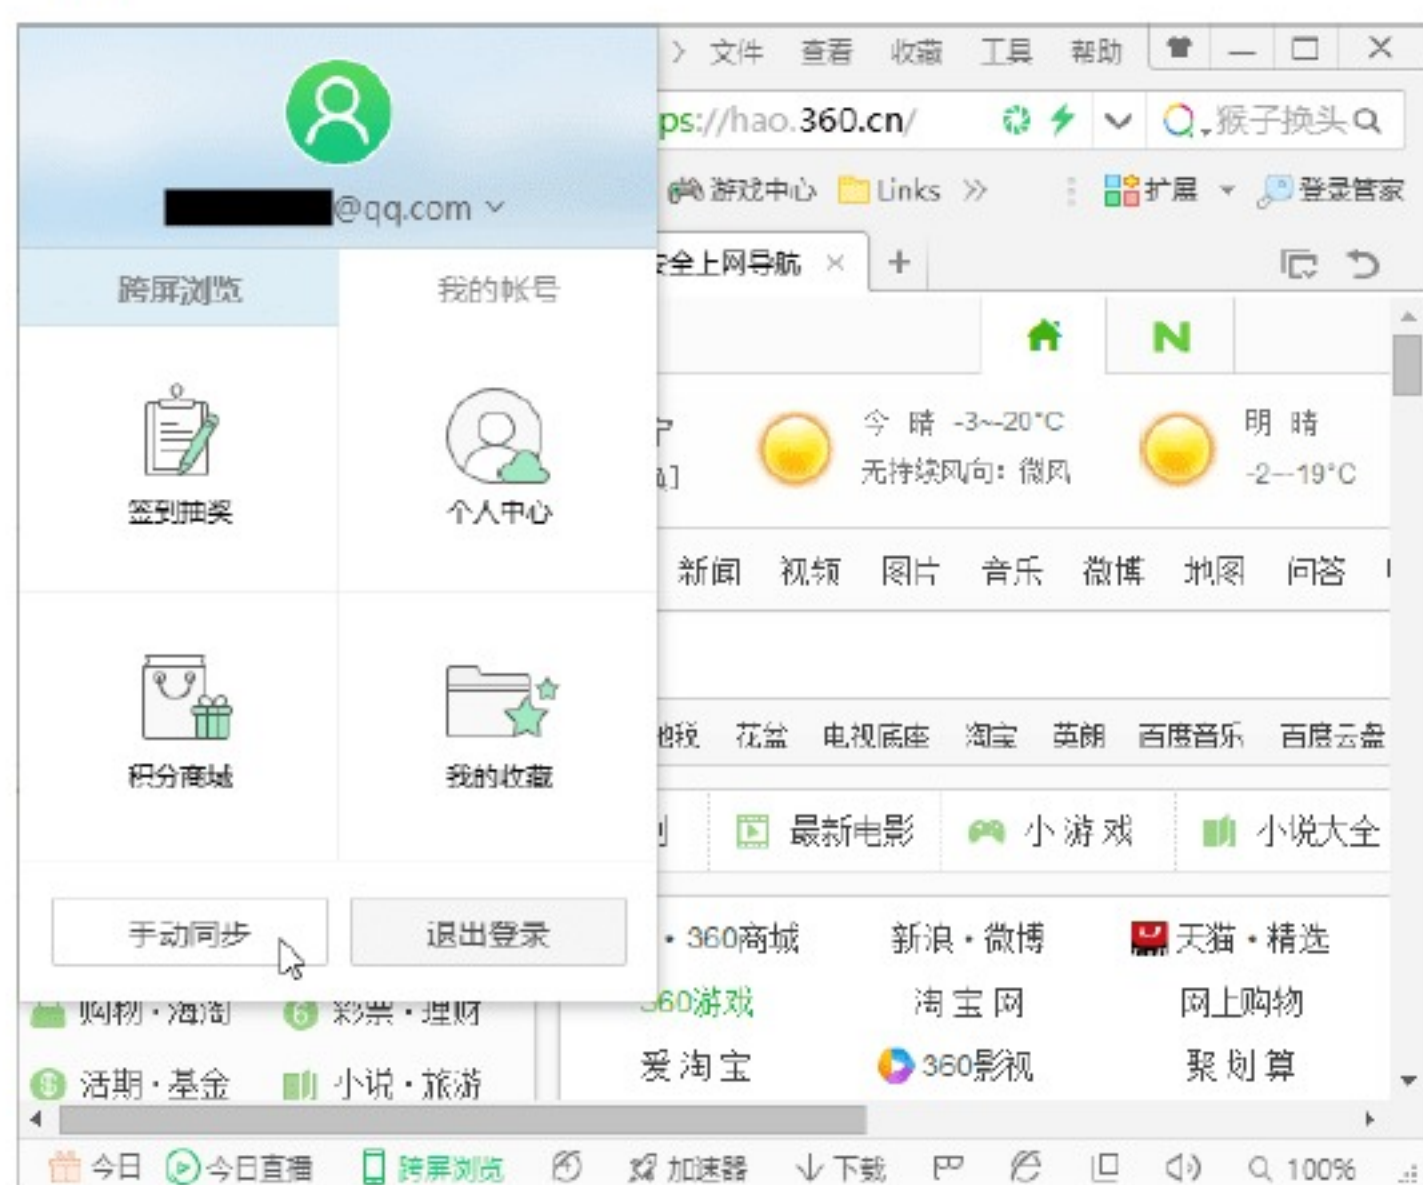 文件 查看 收藏 工具 帮助
ps://hao.360.cn/ 猴子换头
@qq.com
游戏中心 Links 扩展 登录管家
跨屏浏览 我的帐号
全上网导航
今 晴 -3~-20°C 明 晴
无持续风向：微风 -2~-19°C
签到抽奖 个人中心
新闻 视频 图片 音乐 微博 地图 问答
地税 花盆 电视底座 淘宝 英朗 百度音乐 百度云盘
积分商城 我的收藏
最新电影 小游戏 小说大全
手动同步 退出登录
·360商城 新浪·微博 天猫·精选
购物·海淘 彩票·理财 360游戏 淘宝网 网上购物
活期·基金 小说·旅游 爱淘宝 360影视 聚划算
今日 今日直播 跨屏浏览 加速器 下载 100%